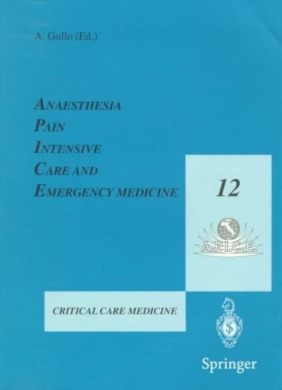 A. Gullo (Ed.)
ANAESTHESIA
PAIN
INTENSIVE
CARE AND
EMERGENCY MEDICINE
12
A.P.I.C.E.
CRITICAL CARE MEDICINE
Springer